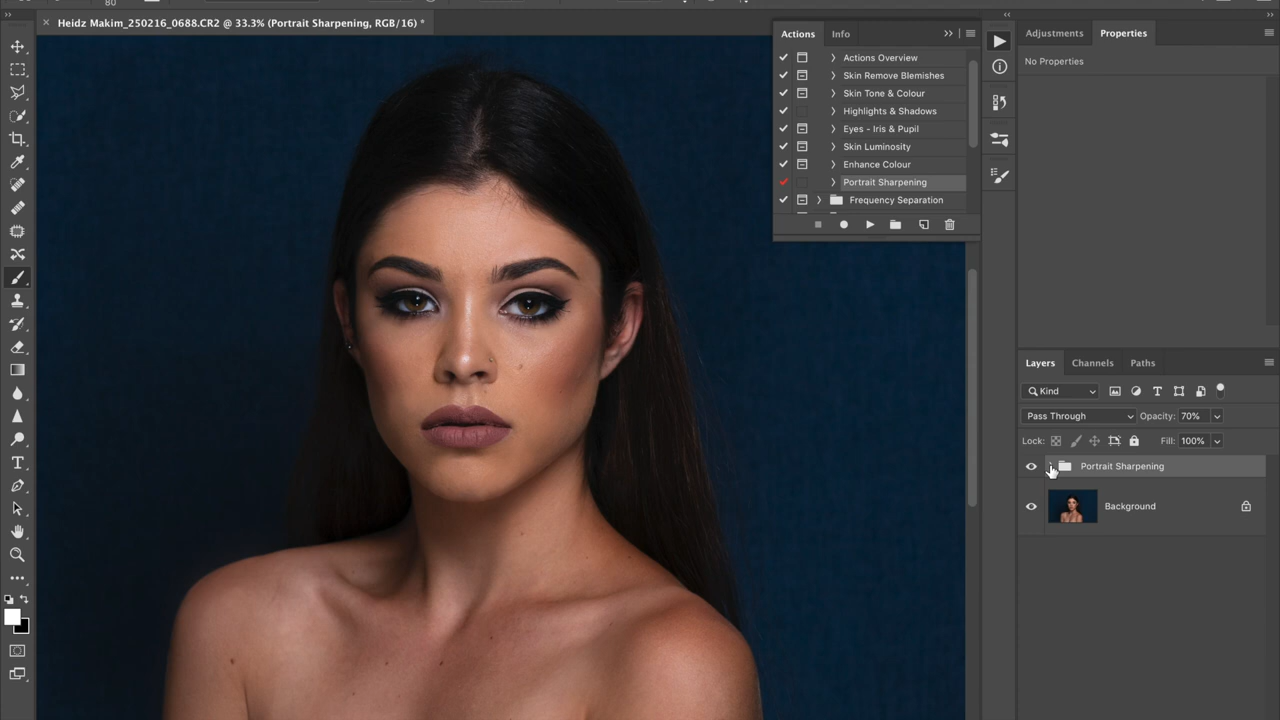 80
Heidz Makim_250216_0688.CR2 @ 33.3% (Portrait Sharpening, RGB/16) *
Actions Info
Actions Overview
Skin Remove Blemishes
Skin Tone & Colour
Highlights & Shadows
Eyes - Iris & Pupil
Skin Luminosity
Enhance Colour
Portrait Sharpening
Frequency Separation
Adjustments Properties
No Properties
Layers Channels Paths
Kind
Pass Through Opacity: 70%
Lock: Fill: 100%
Portrait Sharpening
Background